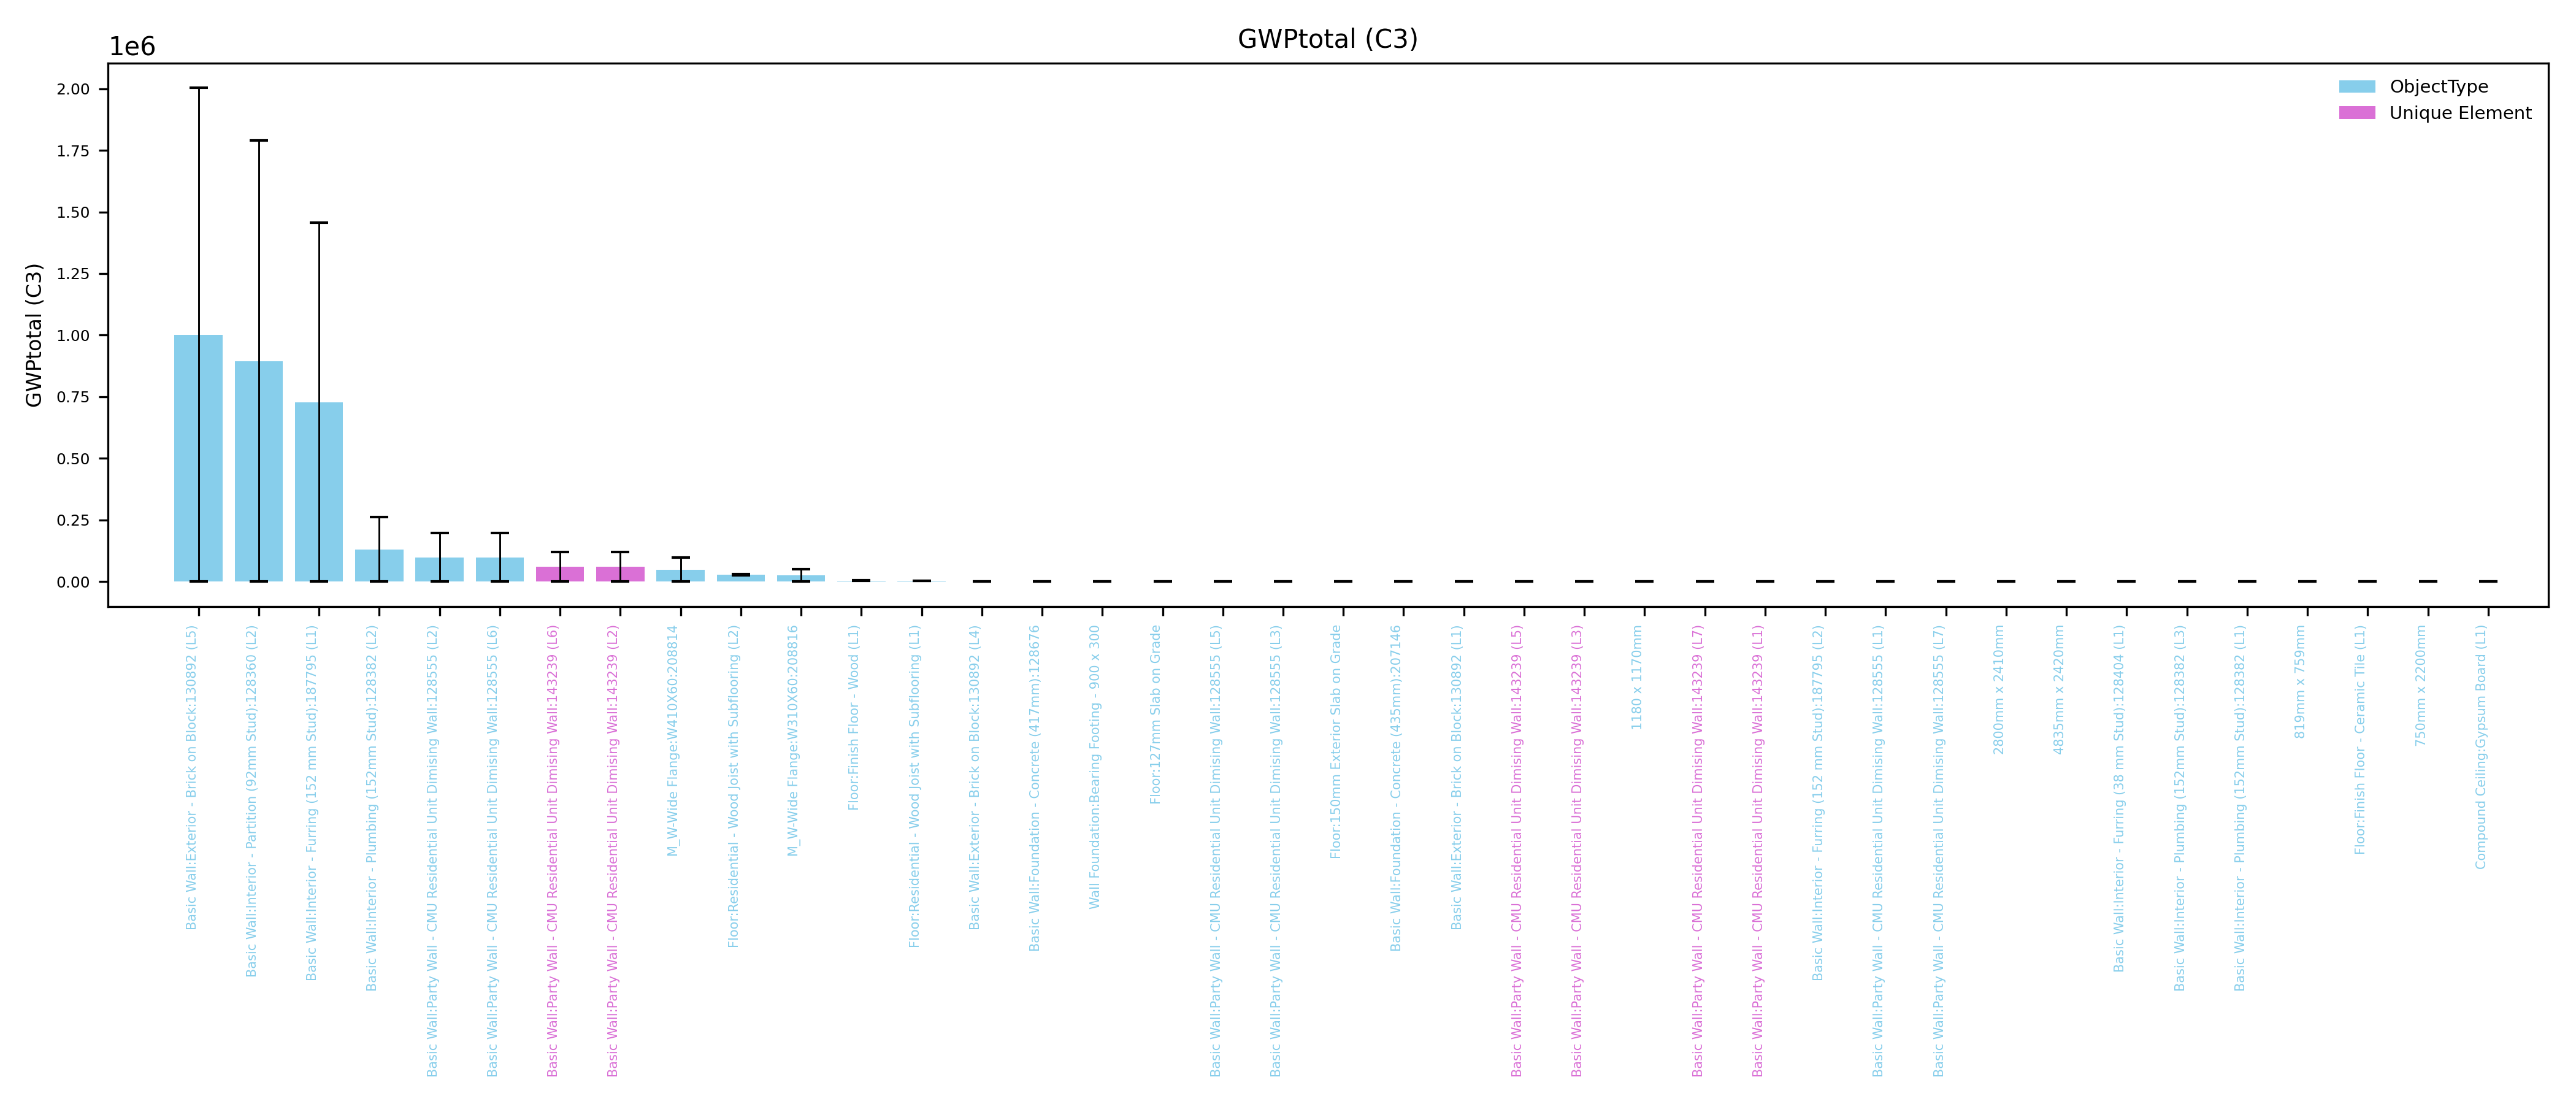 GWPtotal (C3)
1e6
ObjectType
Unique Element
GWPtotal (C3)
2.00
1.75
1.50
1.25
1.00
0.75
0.50
0.25
0.00
Basic Wall:Exterior - Brick on Block:130892 (L5)
Basic Wall:Interior - Partition (92mm Stud):128360 (L2)
Basic Wall:Interior - Furring (152 mm Stud):187795 (L1)
Basic Wall:Interior - Plumbing (152mm Stud):128382 (L2)
Basic Wall:Party Wall - CMU Residential Unit Dimising Wall:128555 (L2)
Basic Wall:Party Wall - CMU Residential Unit Dimising Wall:128555 (L6)
Basic Wall:Party Wall - CMU Residential Unit Dimising Wall:143239 (L6)
Basic Wall:Party Wall - CMU Residential Unit Dimising Wall:143239 (L2)
M_W-Wide Flange:W410X60:208814
Floor:Residential - Wood Joist with Subflooring (L2)
M_W-Wide Flange:W310X60:208816
Floor:Finish Floor - Wood (L1)
Floor:Residential - Wood Joist with Subflooring (L1)
Basic Wall:Exterior - Brick on Block:130892 (L4)
Basic Wall:Foundation - Concrete (417mm):128676
Wall Foundation:Bearing Footing - 900 x 300
Floor:127mm Slab on Grade
Basic Wall:Party Wall - CMU Residential Unit Dimising Wall:128555 (L5)
Basic Wall:Party Wall - CMU Residential Unit Dimising Wall:128555 (L3)
Floor:150mm Exterior Slab on Grade
Basic Wall:Foundation - Concrete (435mm):207146
Basic Wall:Exterior - Brick on Block:130892 (L1)
Basic Wall:Party Wall - CMU Residential Unit Dimising Wall:143239 (L5)
Basic Wall:Party Wall - CMU Residential Unit Dimising Wall:143239 (L3)
1180 x 1170mm
Basic Wall:Party Wall - CMU Residential Unit Dimising Wall:143239 (L7)
Basic Wall:Party Wall - CMU Residential Unit Dimising Wall:143239 (L1)
Basic Wall:Interior - Furring (152 mm Stud):187795 (L2)
Basic Wall:Party Wall - CMU Residential Unit Dimising Wall:128555 (L1)
Basic Wall:Party Wall - CMU Residential Unit Dimising Wall:128555 (L7)
2800mm x 2410mm
4835mm x 2420mm
Basic Wall:Interior - Furring (38 mm Stud):128404 (L1)
Basic Wall:Interior - Plumbing (152mm Stud):128382 (L3)
Basic Wall:Interior - Plumbing (152mm Stud):128382 (L1)
819mm x 759mm
Floor:Finish Floor - Ceramic Tile (L1)
750mm x 2200mm
Compound Ceiling:Gypsum Board (L1)